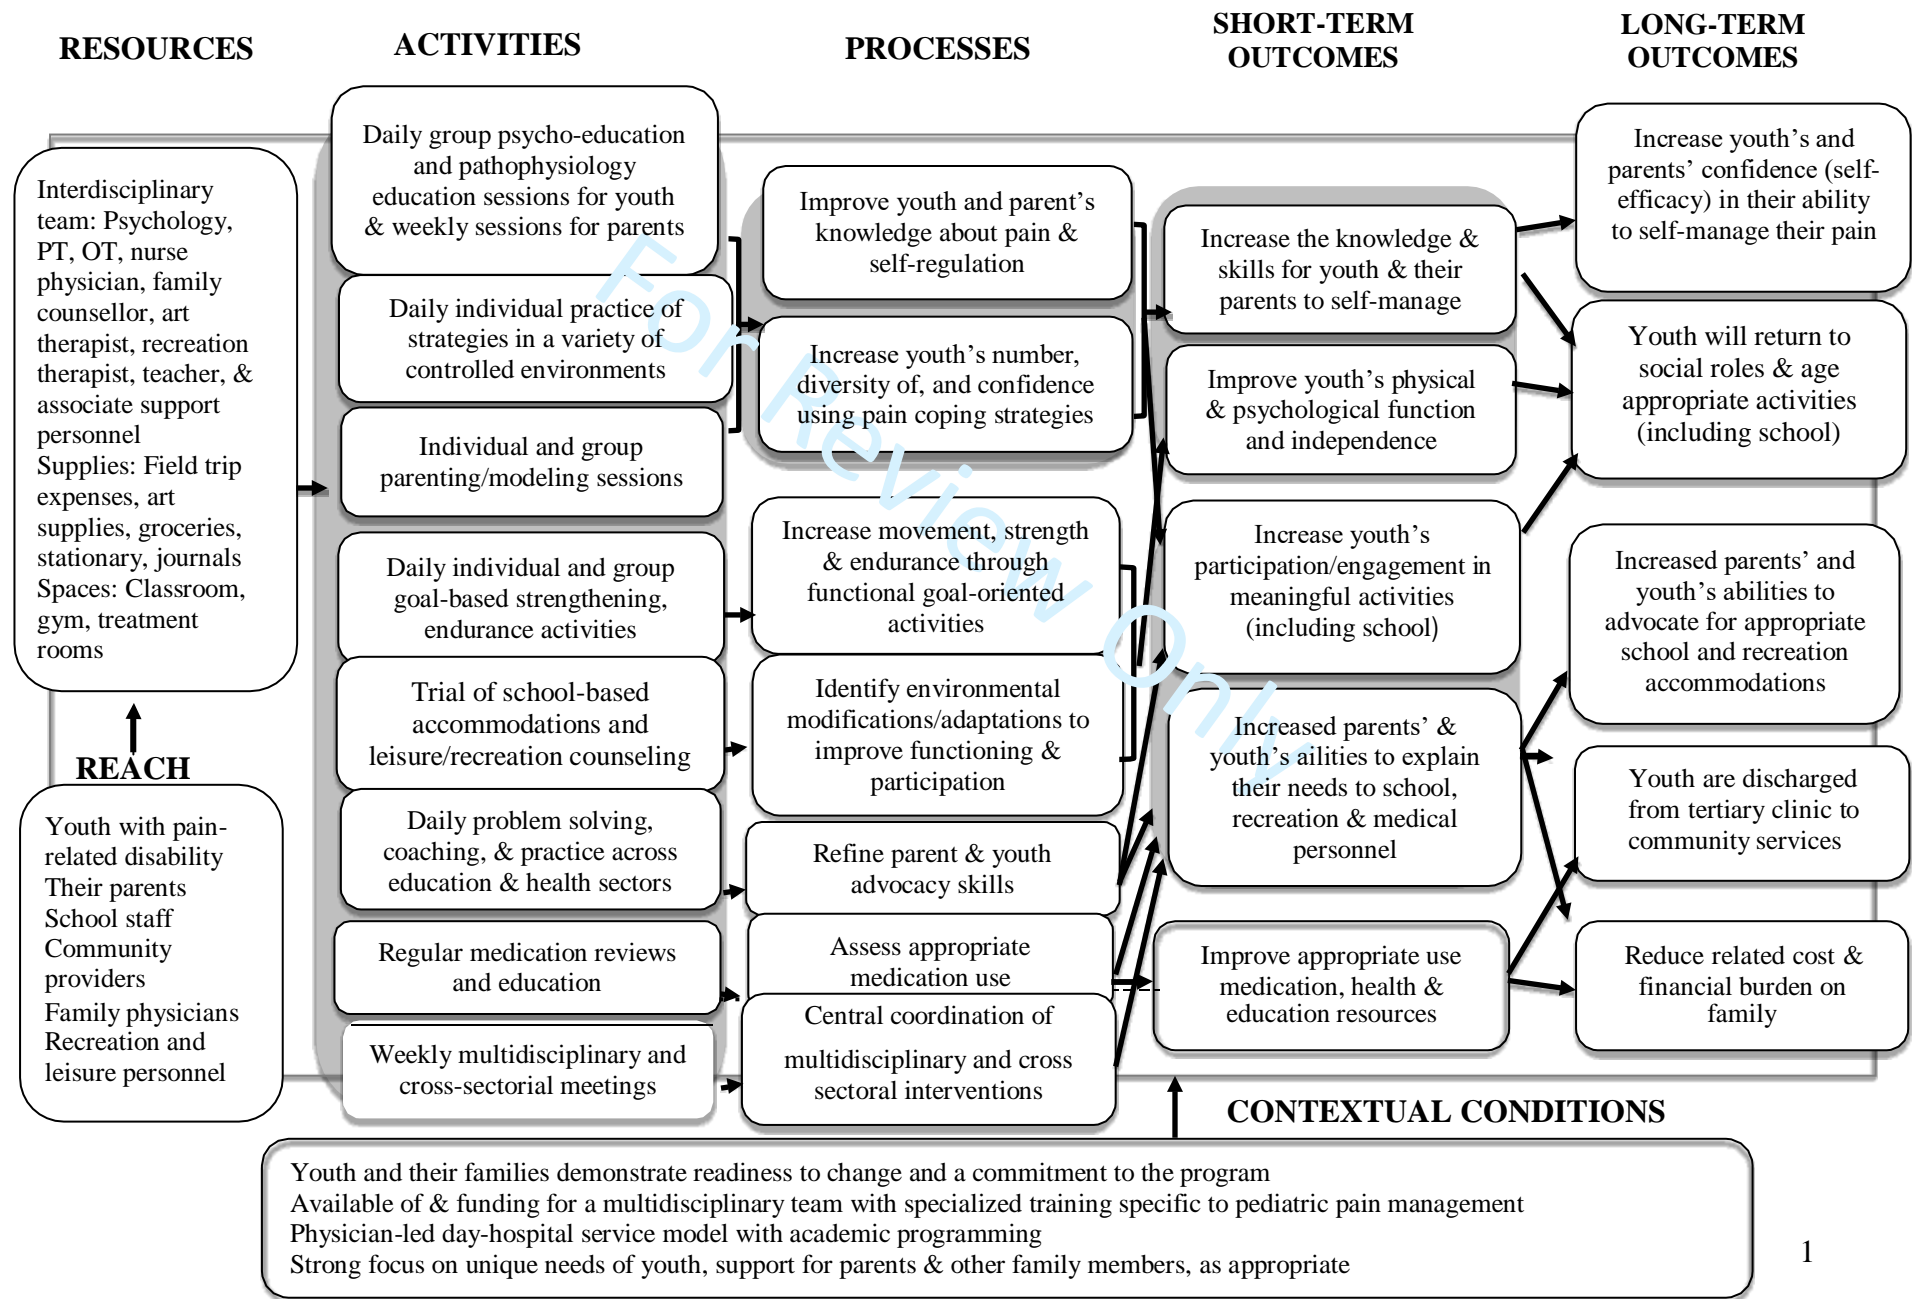 RESOURCES
ACTIVITIES
PROCESSES
SHORT-TERM
OUTCOMES
LONG-TERM
OUTCOMES
Interdisciplinary
team: Psychology,
PT, OT, nurse
physician, family
counsellor, art
therapist, recreation
therapist, teacher, &
associate support
personnel
Supplies: Field trip
expenses, art
supplies, groceries,
stationary, journals
Spaces: Classroom,
gym, treatment
rooms
REACH
Youth with pain-
related disability
Their parents
School staff
Community
providers
Family physicians
Recreation and
leisure personnel
Daily group psycho-education
and pathophysiology
education sessions for youth
& weekly sessions for parents
Daily individual practice of
strategies in a variety of
controlled environments
Individual and group
parenting/modeling sessions
Daily individual and group
goal-based strengthening,
endurance activities
Trial of school-based
accommodations and
leisure/recreation counseling
Daily problem solving,
coaching, & practice across
education & health sectors
Regular medication reviews
and education
Weekly multidisciplinary and
cross-sectorial meetings
Improve youth and parent's
knowledge about pain &
self-regulation
Increase youth's number,
diversity of, and confidence
using pain coping strategies
Increase movement, strength
& endurance through
functional goal-oriented
activities
Identify environmental
modifications/adaptations to
improve functioning &
participation
Refine parent & youth
advocacy skills
Assess appropriate
medication use
Central coordination of
multidisciplinary and cross
sectoral interventions
Increase the knowledge &
skills for youth & their
parents to self-manage
Improve youth's physical
& psychological function
and independence
Increase youth's
participation/engagement in
meaningful activities
(including school)
Increased parents' &
youth's ailities to explain
their needs to school,
recreation & medical
personnel
Improve appropriate use
medication, health &
education resources
Increase youth's and
parents' confidence (self-
efficacy) in their ability
to self-manage their pain
Youth will return to
social roles & age
appropriate activities
(including school)
Increased parents' and
youth's abilities to
advocate for appropriate
school and recreation
accommodations
Youth are discharged
from tertiary clinic to
community services
Reduce related cost &
financial burden on
family
For Review Only
CONTEXTUAL CONDITIONS
Youth and their families demonstrate readiness to change and a commitment to the program
Available of & funding for a multidisciplinary team with specialized training specific to pediatric pain management
Physician-led day-hospital service model with academic programming
Strong focus on unique needs of youth, support for parents & other family members, as appropriate
1